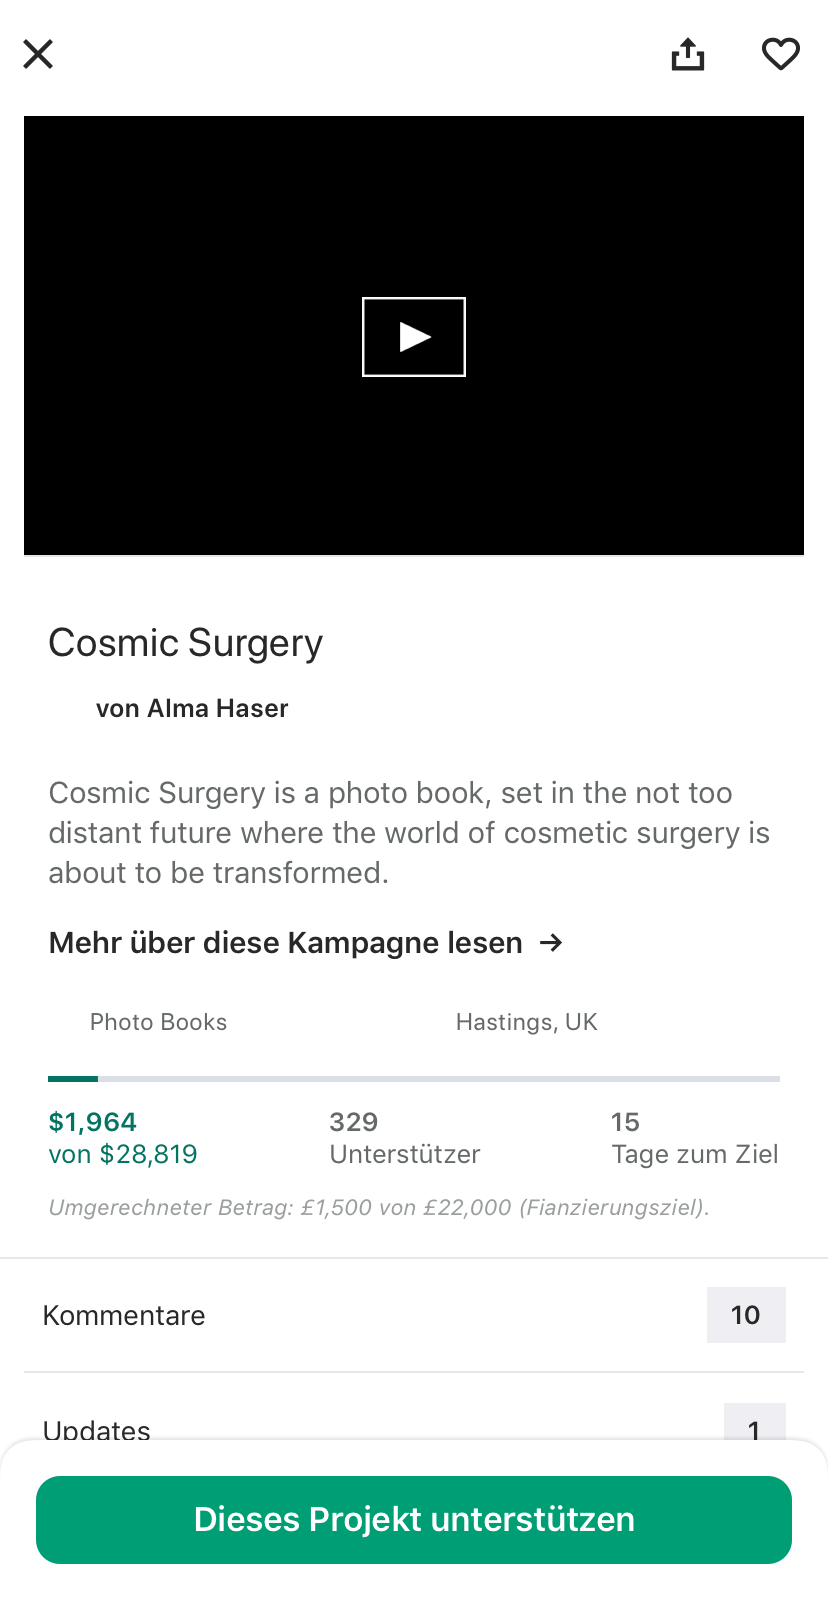 Cosmic Surgery
von Alma Haser
Cosmic Surgery is a photo book, set in the not too
distant future where the world of cosmetic surgery is
about to be transformed.
Mehr über diese Kampagne lesen →
Photo Books
Hastings, UK
$1,964
von $28,819
329
Unterstützer
15
Tage zum Ziel
Umgerechneter Betrag: £1,500 von £22,000 (Fianzierungsziel).
Kommentare
10
Updates
1
Dieses Projekt unterstützen